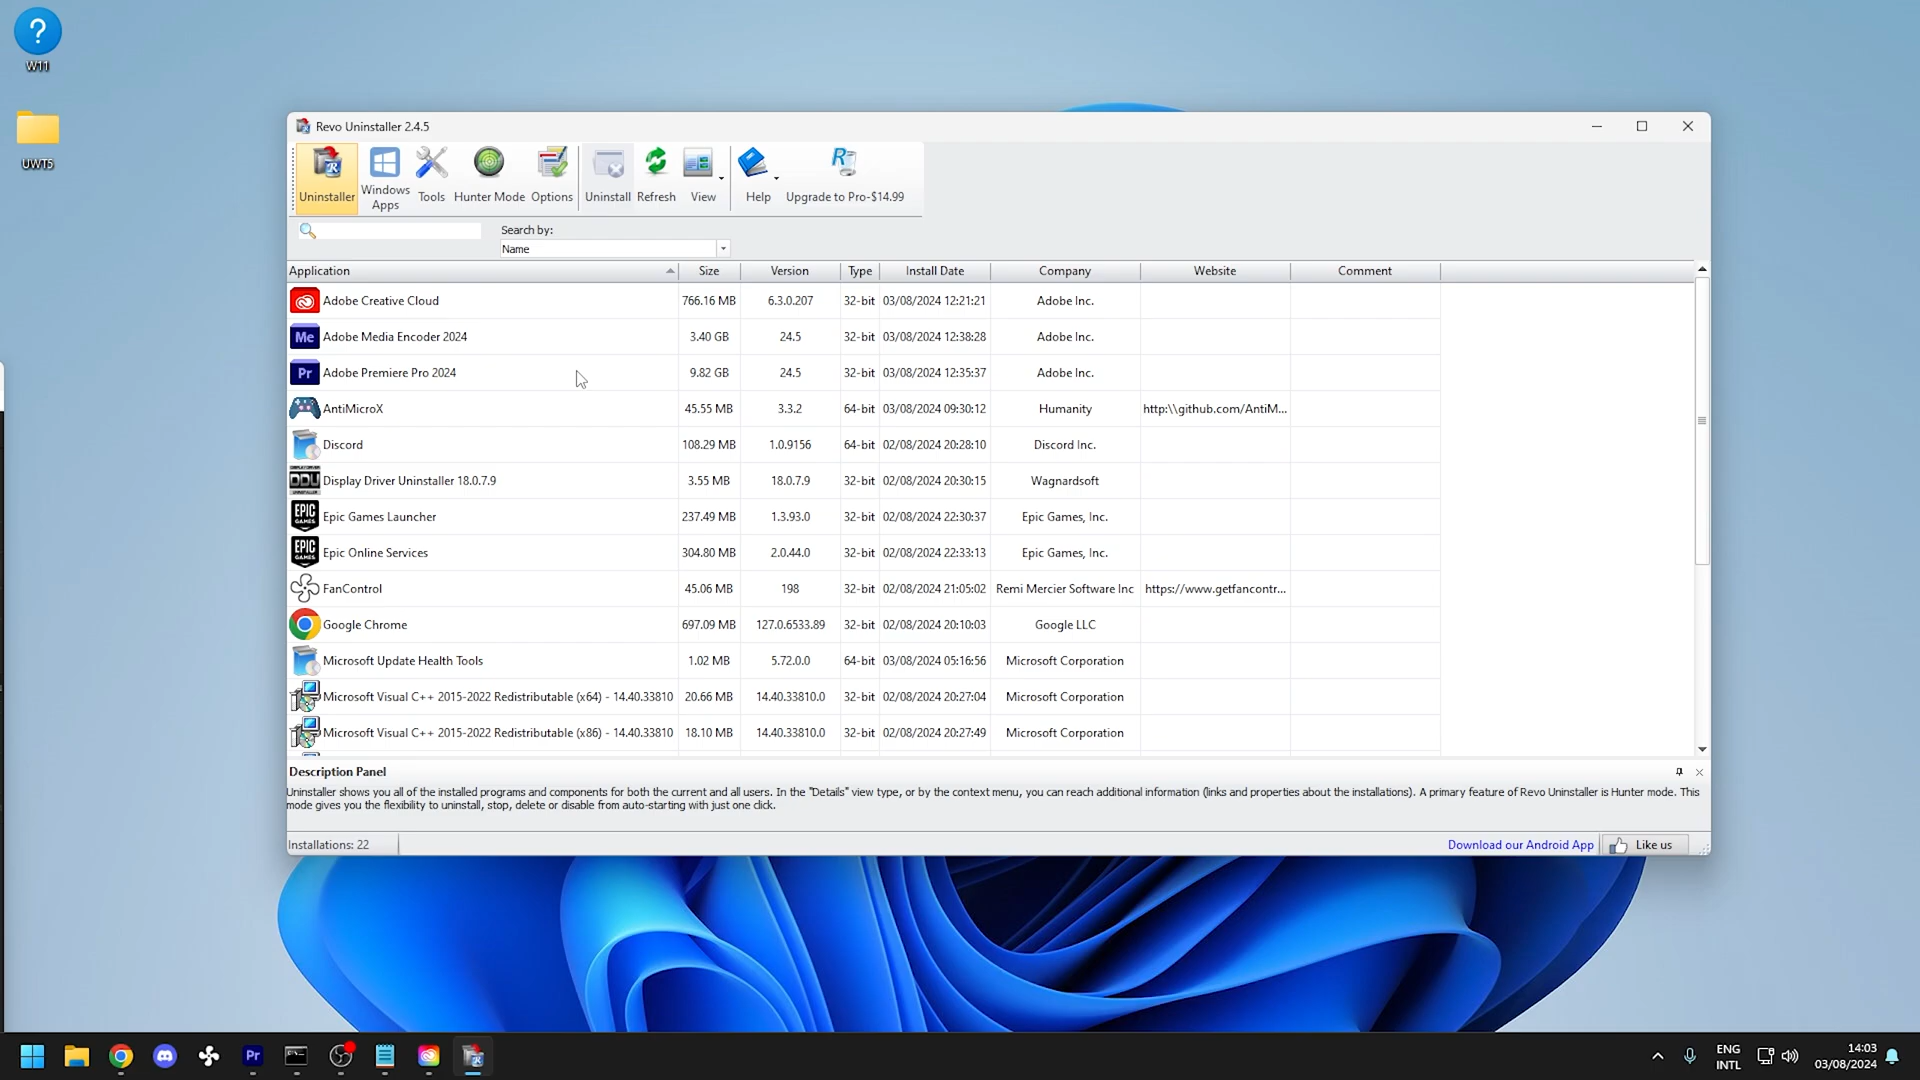 ?
W11
UWT5
Revo Uninstaller 2.4.5
Uninstaller
Windows Apps
Tools
Hunter Mode
Options
Uninstall
Refresh
View
Help
Upgrade to Pro-$14.99
Search by:
Name
Application Size Version Type Install Date Company Website Comment
Adobe Creative Cloud 766.16 MB 6.3.0.207 32-bit 03/08/2024 12:21:21 Adobe Inc.
Me Adobe Media Encoder 2024 3.40 GB 24.5 32-bit 03/08/2024 12:38:28 Adobe Inc.
Pr Adobe Premiere Pro 2024 9.82 GB 24.5 32-bit 03/08/2024 12:35:37 Adobe Inc.
AntiMicroX 45.55 MB 3.3.2 64-bit 03/08/2024 09:30:12 Humanity http:\\github.com/AntiM...
Discord 108.29 MB 1.0.9156 64-bit 02/08/2024 20:28:10 Discord Inc.
DDU Display Driver Uninstaller 18.0.7.9 3.55 MB 18.0.7.9 32-bit 02/08/2024 20:30:15 Wagnardsoft
EPIC GAMES Epic Games Launcher 237.49 MB 1.3.93.0 32-bit 02/08/2024 22:30:37 Epic Games, Inc.
EPIC GAMES Epic Online Services 304.80 MB 2.0.44.0 32-bit 02/08/2024 22:33:13 Epic Games, Inc.
FanControl 45.06 MB 198 32-bit 02/08/2024 21:05:02 Remi Mercier Software Inc https://www.getfancontr...
Google Chrome 697.09 MB 127.0.6533.89 32-bit 02/08/2024 20:10:03 Google LLC
Microsoft Update Health Tools 1.02 MB 5.72.0.0 64-bit 03/08/2024 05:16:56 Microsoft Corporation
Microsoft Visual C++ 2015-2022 Redistributable (x64) - 14.40.33810 20.66 MB 14.40.33810.0 32-bit 02/08/2024 20:27:04 Microsoft Corporation
Microsoft Visual C++ 2015-2022 Redistributable (x86) - 14.40.33810 18.10 MB 14.40.33810.0 32-bit 02/08/2024 20:27:49 Microsoft Corporation
Description Panel
Uninstaller shows you all of the installed programs and components for both the current and all users. In the "Details" view type, or by the context menu, you can reach additional information (links and properties about the installations). A primary feature of Revo Uninstaller is Hunter mode. This
mode gives you the flexibility to uninstall, stop, delete or disable from auto-starting with just one click.
Installations: 22
Download our Android App
Like us
Pr
ENG
INTL
14:03
03/08/2024